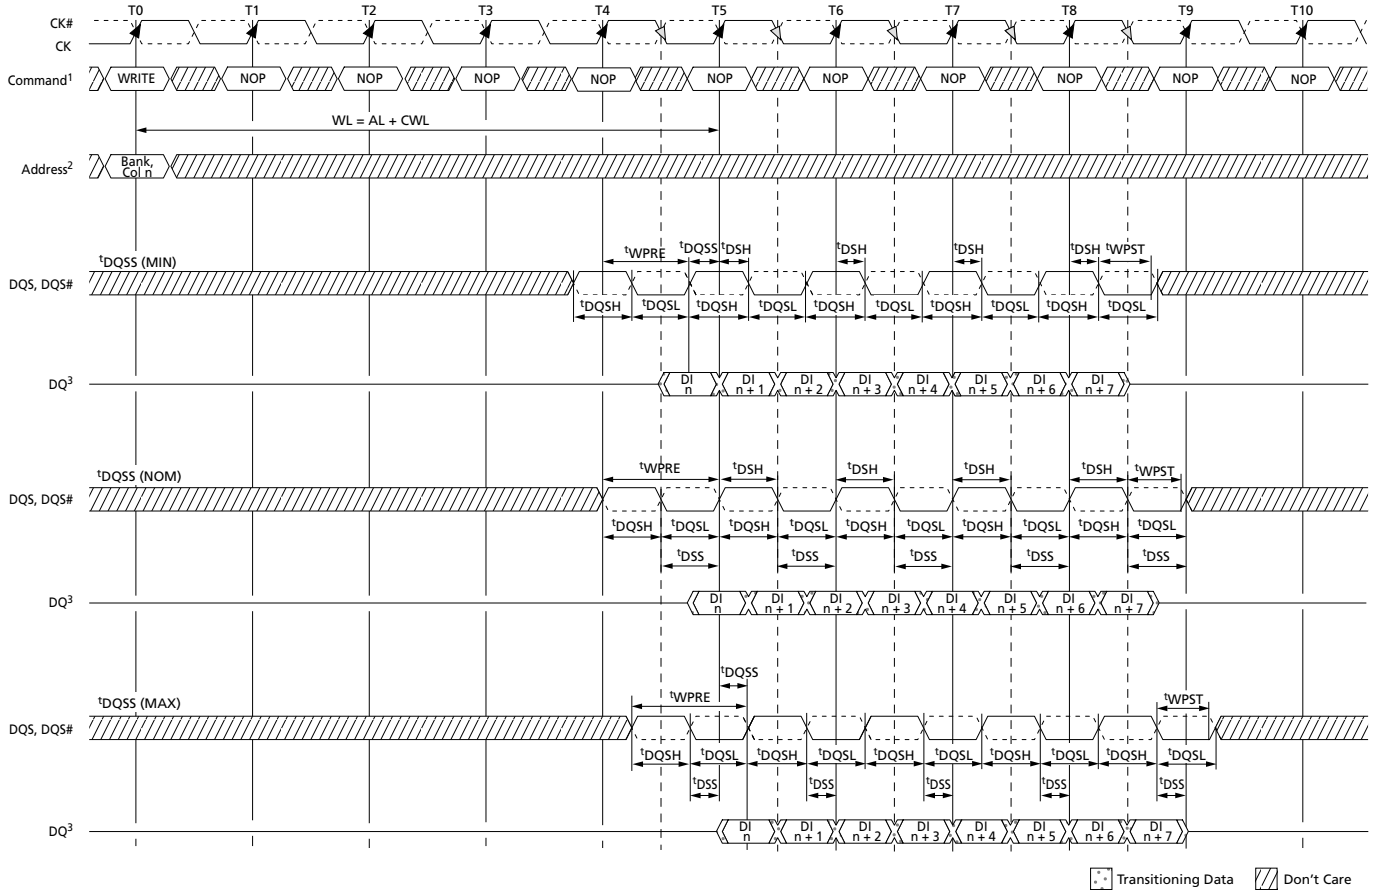 T0 T1 T2 T3 T4 T5 T6 T7 T8 T9 T10
CK#
CK
Command1 WRITE NOP NOP NOP NOP NOP NOP NOP NOP NOP NOP
WL = AL + CWL
Address2 Bank,
Col n
tDQSS (MIN) tWPRE tDQSS tDSH tDSH tDSH tDSH tWPST
DQS, DQS#
tDQSH tDQSL tDQSH tDQSL tDQSH tDQSL tDQSH tDQSL tDQSH tDQSL
DQ3 DI DI DI DI DI DI DI DI
n n + 1 n + 2 n + 3 n + 4 n + 5 n + 6 n + 7
tDQSS (NOM) tWPRE tDSH tDSH tDSH tDSH tWPST
DQS, DQS#
tDQSH tDQSL tDQSH tDQSL tDQSH tDQSL tDQSH tDQSL tDQSH tDQSL
tDSS tDSS tDSS tDSS tDSS
DQ3 DI DI DI DI DI DI DI DI
n n + 1 n + 2 n + 3 n + 4 n + 5 n + 6 n + 7
tDQSS
tDQSS (MAX) tWPRE tWPST
DQS, DQS#
tDQSH tDQSL tDQSH tDQSL tDQSH tDQSL tDQSH tDQSL tDQSH tDQSL
tDSS tDSS tDSS tDSS tDSS
DQ3 DI DI DI DI DI DI DI DI
n n + 1 n + 2 n + 3 n + 4 n + 5 n + 6 n + 7
Transitioning Data Don't Care